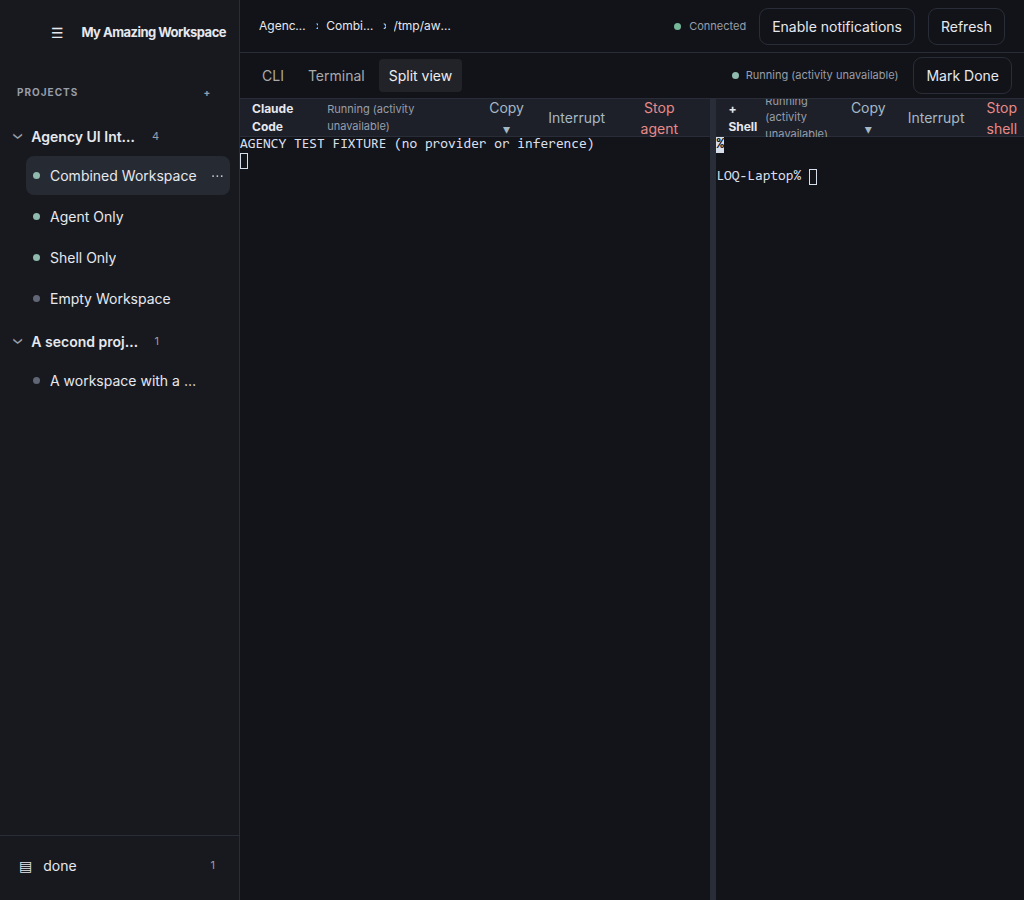 ☰ My Amazing Workspace
Agenc... › Combi... › /tmp/aw...
Connected
Enable notifications
Refresh
CLI
Terminal
Split view
Running (activity unavailable)
Mark Done
PROJECTS +
Agency UI Int... 4
Combined Workspace ...
Agent Only
Shell Only
Empty Workspace
A second proj... 1
A workspace with a ...
done 1
Claude
Code
Running (activity
unavailable)
Copy
▾
Interrupt
Stop
agent
AGENCY TEST FIXTURE (no provider or inference)
+
Shell
Running
(activity
unavailable)
Copy
▾
Interrupt
Stop
shell
%
LOQ-Laptop%